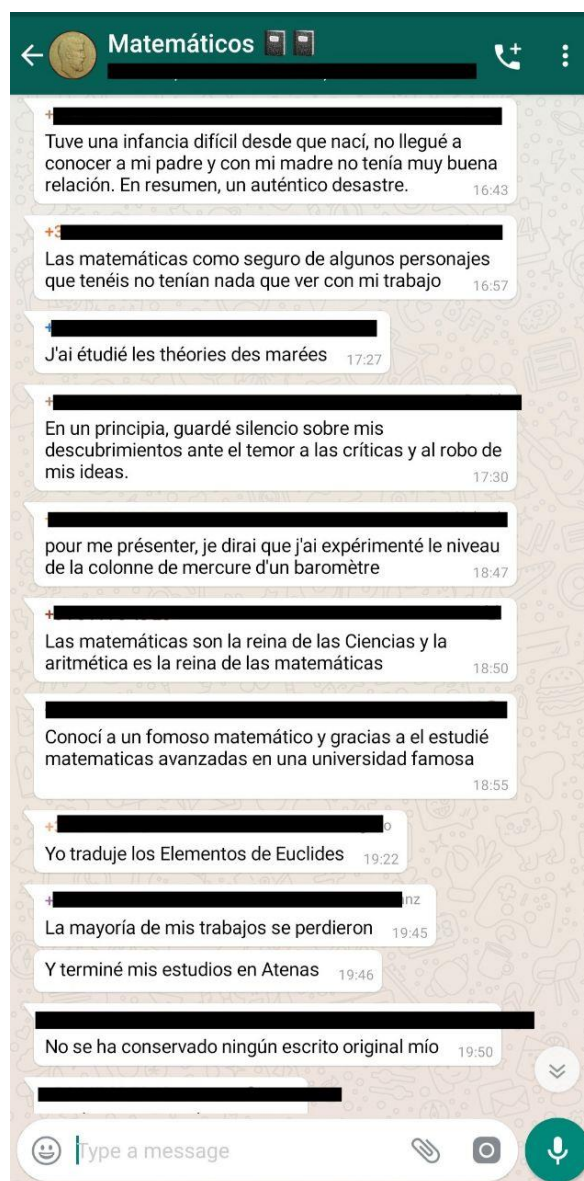 Matemáticos
Tuve una infancia difícil desde que nací, no llegué a
conocer a mi padre y con mi madre no tenía muy buena
relación. En resumen, un auténtico desastre.
16:43
+3
Las matemáticas como seguro de algunos personajes
que tenéis no tenían nada que ver con mi trabajo
16:57
J'ai étudié les théories des marées
17:27
En un principia, guardé silencio sobre mis
descubrimientos ante el temor a las críticas y al robo de
mis ideas.
17:30
pour me présenter, je dirai que j'ai expérimenté le niveau
de la colonne de mercure d'un baromètre
18:47
Las matemáticas son la reina de las Ciencias y la
aritmética es la reina de las matemáticas
18:50
Conocí a un fomoso matemático y gracias a el estudié
matematicas avanzadas en una universidad famosa
18:55
Yo traduje los Elementos de Euclides
19:22
La mayoría de mis trabajos se perdieron
19:45
Y terminé mis estudios en Atenas
19:46
No se ha conservado ningún escrito original mío
19:50
Type a message